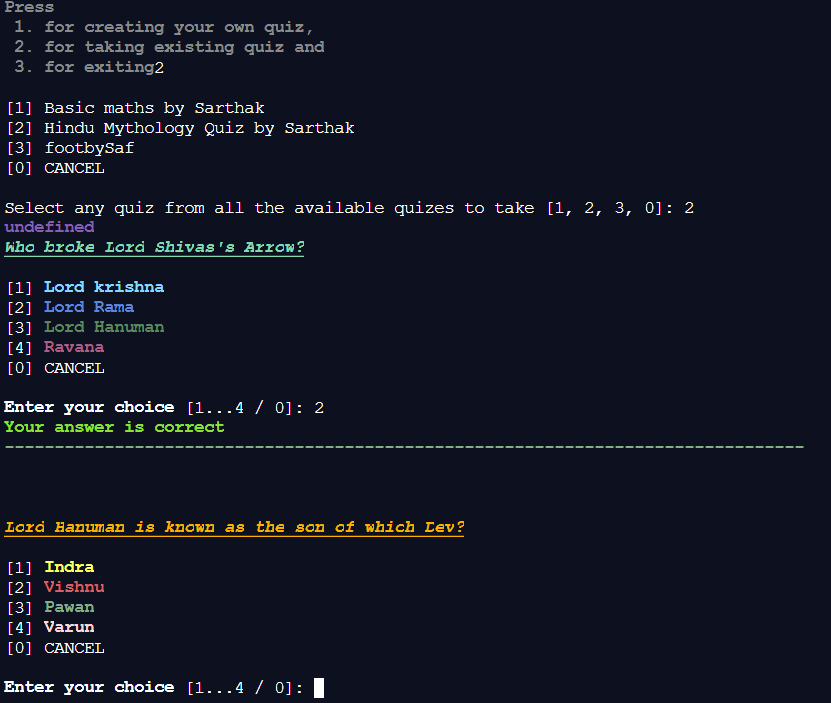 Press
1. for creating your own quiz,
2. for taking existing quiz and
3. for exiting2
[1] Basic maths by Sarthak
[2] Hindu Mythology Quiz by Sarthak
[3] footbySaf
[0] CANCEL
Select any quiz from all the available quizes to take [1, 2, 3, 0]: 2
undefined
Who broke Lord Shivas's Arrow?
[1] Lord krishna
[2] Lord Rama
[3] Lord Hanuman
[4] Ravana
[0] CANCEL
Enter your choice [1...4 / 0]: 2
Your answer is correct
--------------------------------------------------------------------------------
Lord Hanuman is known as the son of which Dev?
[1] Indra
[2] Vishnu
[3] Pawan
[4] Varun
[0] CANCEL
Enter your choice [1...4 / 0]: